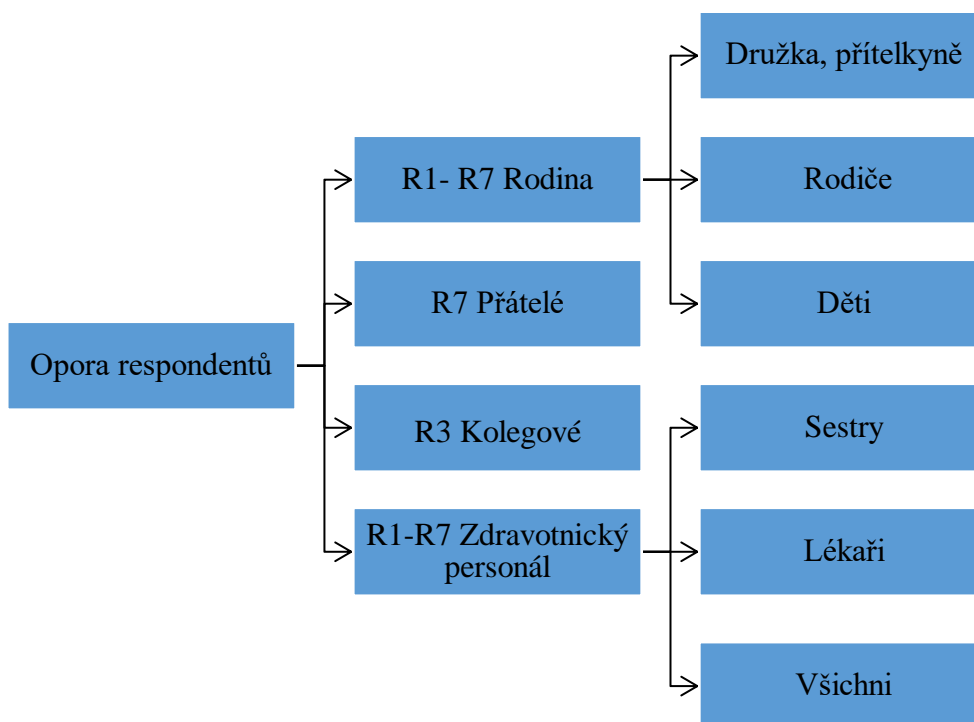 Opora respondentů
R1- R7 Rodina
R7 Přátelé
R3 Kolegové
R1-R7 Zdravotnický
personál
Družka, přítelkyně
Rodiče
Děti
Sestry
Lékaři
Všichni